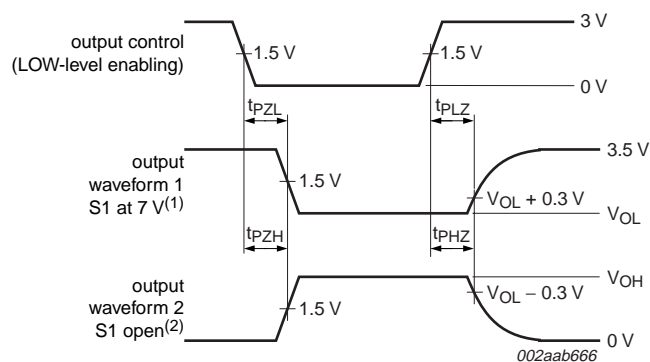 output control
(LOW-level enabling)
1.5 V
1.5 V
3 V
0 V
tPZL
tPLZ
output
waveform 1
S1 at 7 V(1)
1.5 V
3.5 V
VOL + 0.3 V
VOL
tPZH
tPHZ
output
waveform 2
S1 open(2)
1.5 V
VOH
VOL − 0.3 V
0 V
002aab666